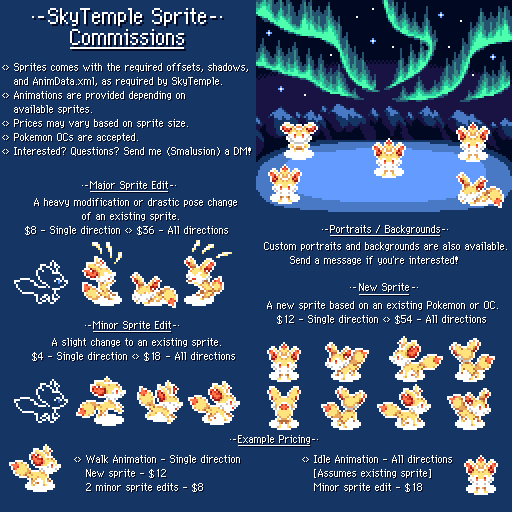 ·-SkyTemple Sprite-·
Commissions
<> Sprites comes with the required offsets, shadows,
and AnimData.xml, as required by SkyTemple.
<> Animations are provided depending on
available sprites.
<> Prices may vary based on sprite size.
<> Pokemon OCs are accepted.
<> Interested? Questions? Send me (Smalusion) a DM!
·-Major Sprite Edit-·
A heavy modification or drastic pose change
of an existing sprite.
$8 - Single direction <> $36 - All directions
·-Minor Sprite Edit-·
A slight change to an existing sprite.
$4 - Single direction <> $18 - All directions
·-Portraits / Backgrounds-·
Custom portraits and backgrounds are also available.
Send a message if you're interested!
·-New Sprite-·
A new sprite based on an existing Pokemon or OC.
$12 - Single direction <> $54 - All directions
·-Example Pricing-·
<> Walk Animation - Single direction
New sprite - $12
2 minor sprite edits - $8
<> Idle Animation - All directions
[Assumes existing sprite]
Minor sprite edit - $18